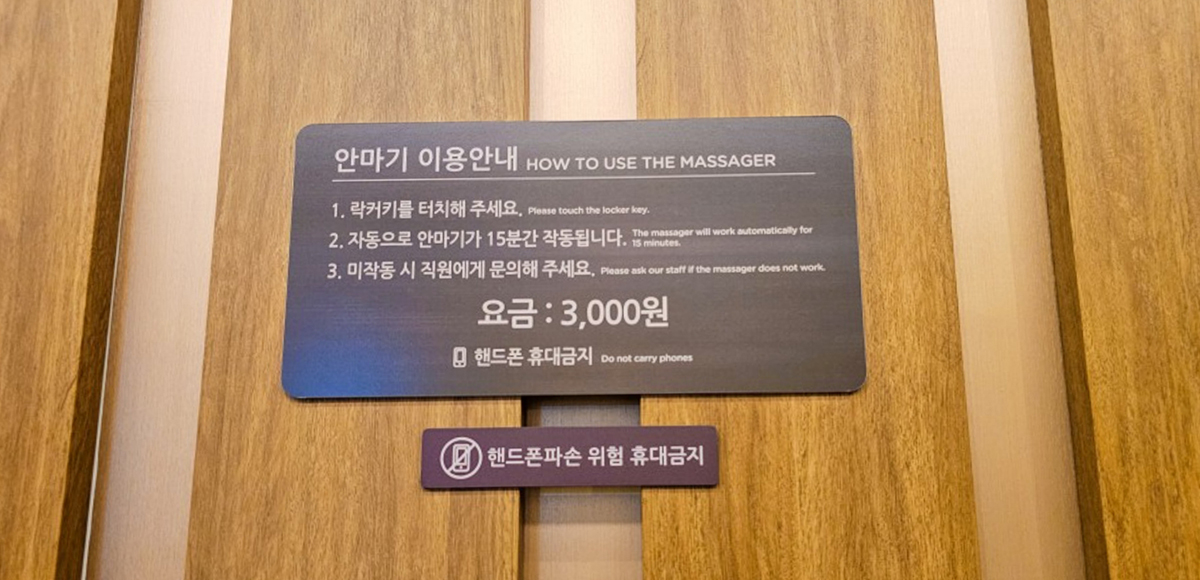 안마기 이용안내 HOW TO USE THE MASSAGER
1. 락커키를 터치해 주세요. Please touch the locker key.
2. 자동으로 안마기가 15분간 작동됩니다. The massager will work automatically for
15 minutes.
3. 미작동 시 직원에게 문의해 주세요. Please ask our staff if the massager does not work.
요금 : 3,000원
핸드폰 휴대금지 Do not carry phones
핸드폰파손 위험 휴대금지